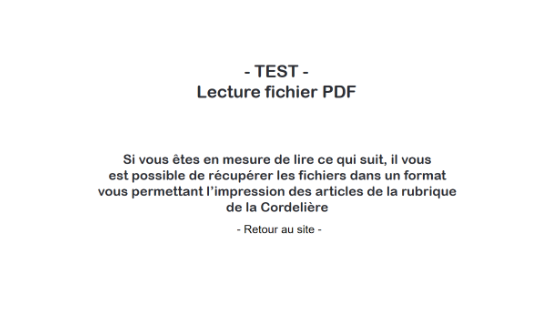 - TEST -
Lecture fichier PDF
Si vous êtes en mesure de lire ce qui suit, il vous
est possible de récupérer les fichiers dans un format
vous permettant l'impression des articles de la rubrique
de la Cordelière
- Retour au site -